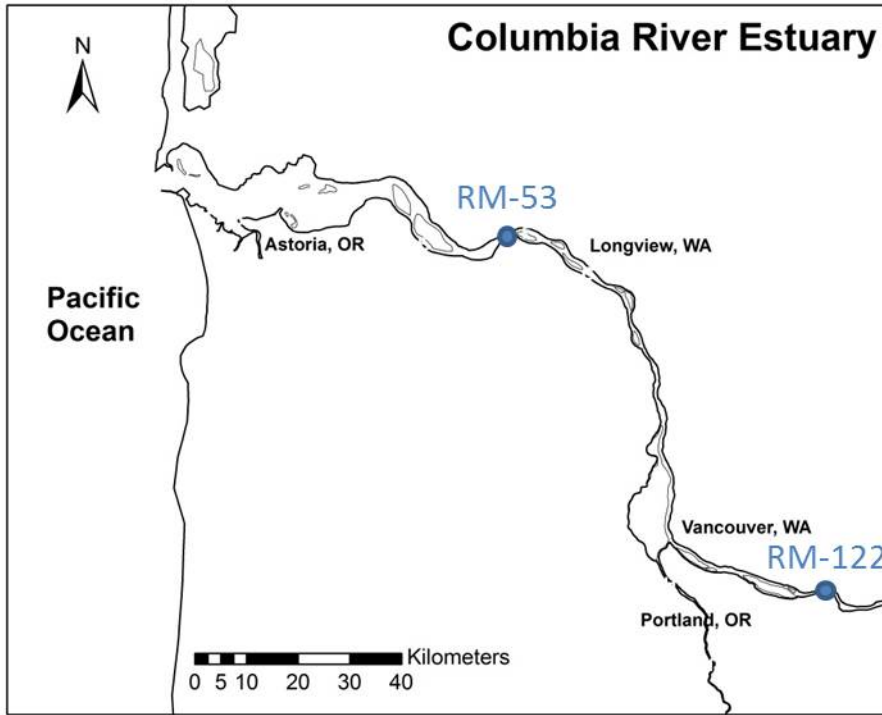 Columbia River Estuary
N
RM-53
Astoria, OR
Longview, WA
Pacific
Ocean
Vancouver, WA
RM-122
Portland, OR
Kilometers
0 5 10 20 30 40